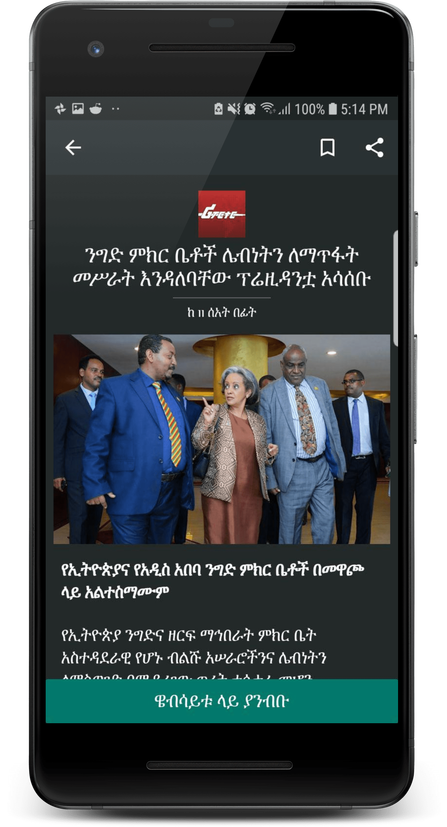 100% 5:14 PM
ንግድ ምክር ቤቶች ሌብነትን ለማጥፋት
መሥራት እንዳለባቸው ፕሬዚዳንቷ አሳሰቡ
ከ 11 ሰአት በፊት
የኢትዮጵያና የአዲስ አበባ ንግድ ምክር ቤቶች በመዋጮ
ላይ አልተስማሙም
የኢትዮጵያ ንግድና ዘርፍ ማኅበራት ምክር ቤት
አስተዳደራዊ የሆኑ ብልሹ አሠራሮችንና ሌብነትን
ዌብሳይቱ ላይ ያንብቡ